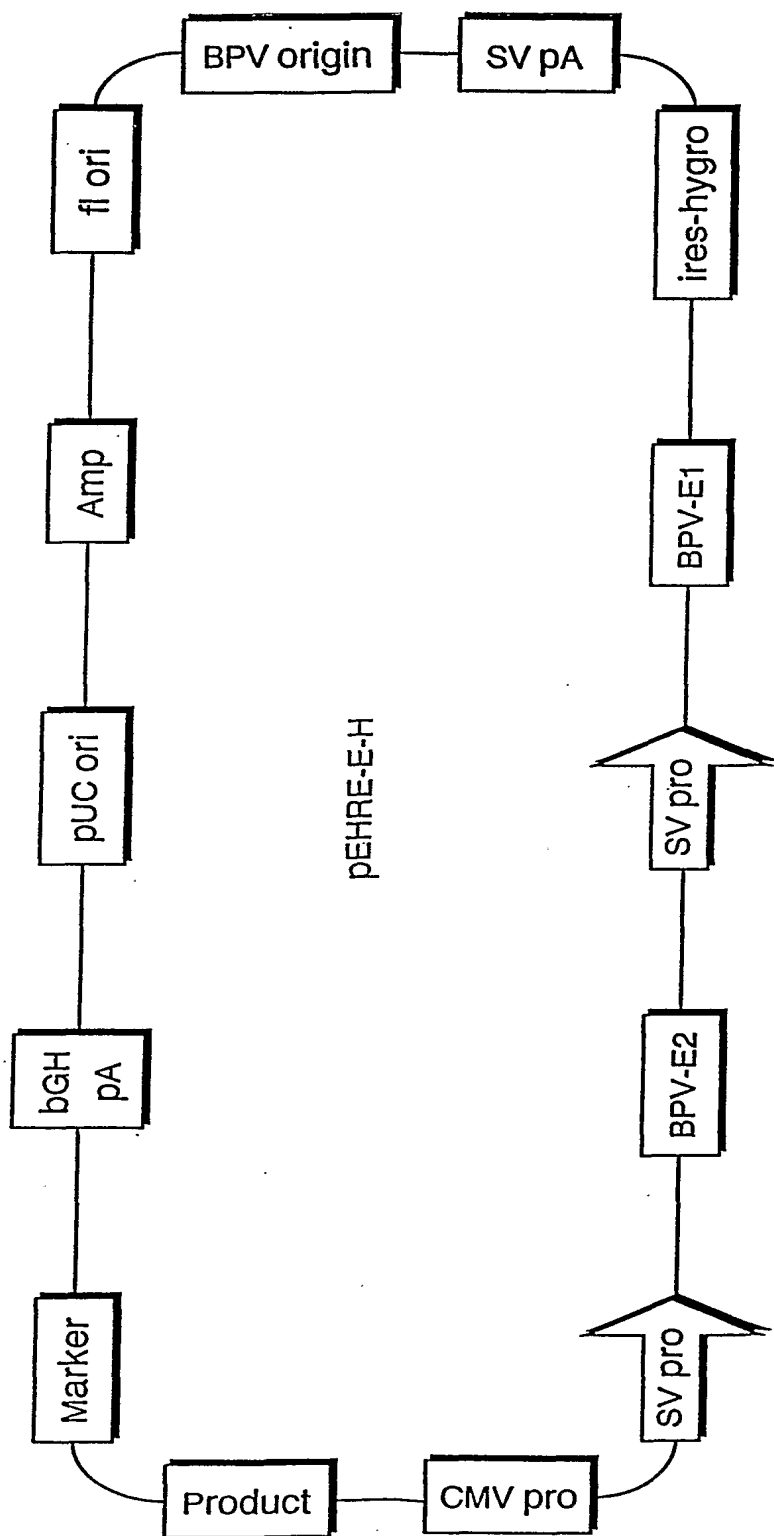 BPV origin
SV pA
fl ori
ires-hygro
Amp
BPV-E1
pUC ori
SV pro
pEHRE-E-H
bGH
pA
BPV-E2
Marker
SV pro
Product
CMV pro